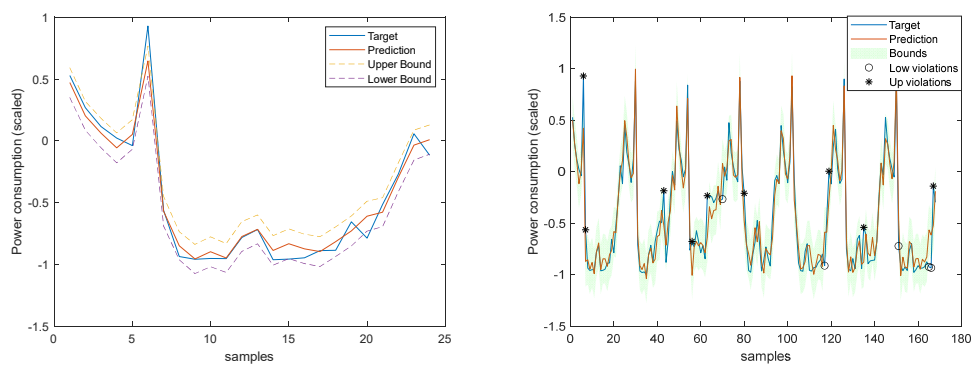 1
0.5
0
-0.5
-1
-1.5
0
5
10
15
20
25
Power consumption (scaled)
samples
Target
Prediction
Upper Bound
Lower Bound
1.5
1
0.5
0
-0.5
-1
-1.5
0
20
40
60
80
100
120
140
160
180
Power consumption (scaled)
samples
Target
Prediction
Bounds
Low violations
Up violations